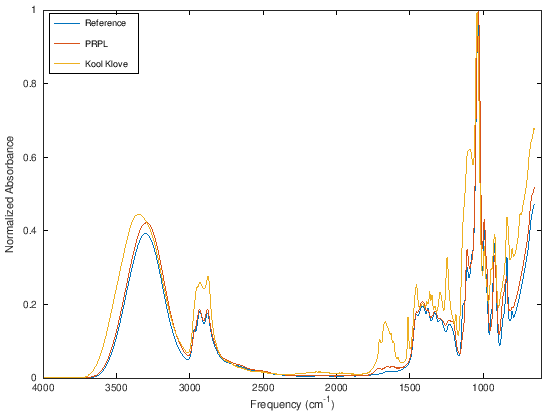 Reference
PRPL
Kool Klove
1
0.8
0.6
0.4
0.2
0
4000 3500 3000 2500 2000 1500 1000
Normalized Absorbance
Frequency (cm⁻¹)